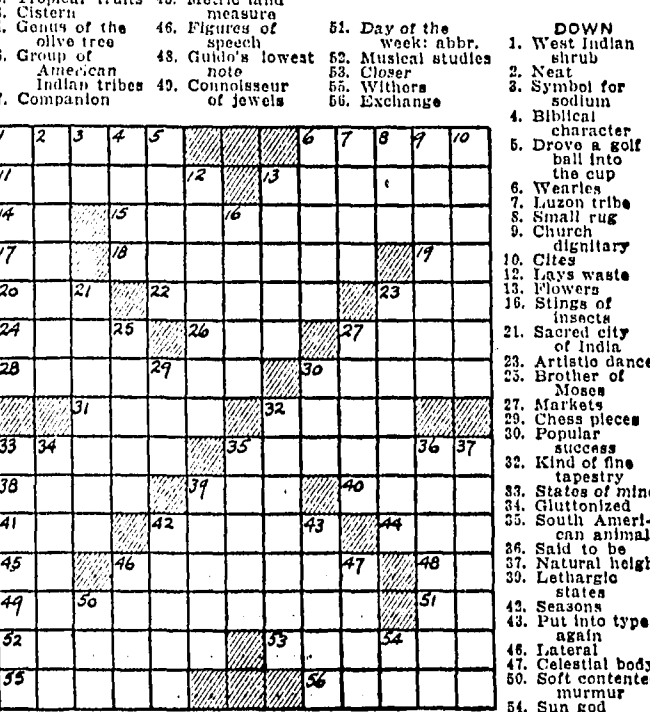 Tropical fruits
Cistern
Genus of the
olive tree
Group of
American
Indian tribes
Companion
45. Metric land
measure
46. Figures of
speech
48. Guido's lowest
note
49. Connoisseur
of jewels
51. Day of the
week: abbr.
52. Musical studies
53. Closer
55. Withers
56. Exchange
DOWN
1. West Indian
shrub
2. Neat
3. Symbol for
sodium
4. Biblical
character
5. Drove a golf
ball into
the cup
6. Wearies
7. Luzon tribe
8. Small rug
9. Church
dignitary
10. Cites
12. Lays waste
13. Flowers
16. Stings of
insects
21. Sacred city
of India
23. Artistic dance
25. Brother of
Moses
27. Markets
29. Chess pieces
30. Popular
success
32. Kind of fine
tapestry
33. States of mind
34. Gluttonized
35. South Ameri-
can animal
36. Said to be
37. Natural heigh
39. Lethargic
states
42. Seasons
43. Put into type
again
46. Lateral
47. Celestial body
50. Soft contente
murmur
54. Sun god
1 2 3 4 5 6 7 8 9 10
11 12 13
14 15 16
17 18 19
20 21 22 23
24 25 26 27
28 29 30
31 32
33 34 35 36 37
38 39 40
41 42 43 44
45 46 47 48
49 50 51
52 53 54
55 56